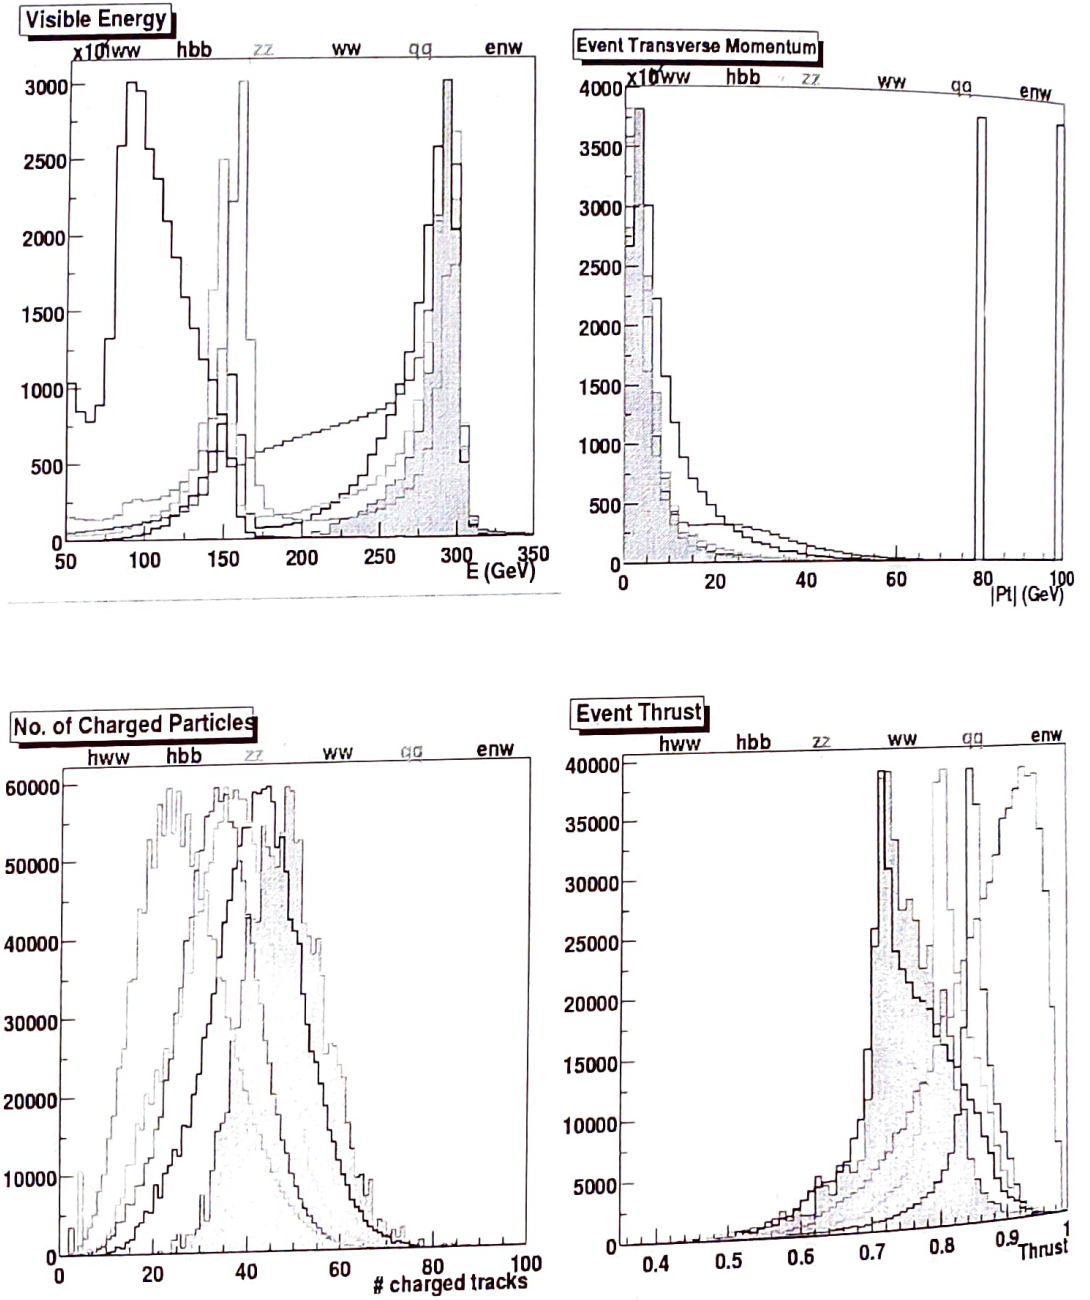 Visible Energy
x10² hww hbb zz ww qq enw
3000
2500
2000
1500
1000
500
0
50 100 150 200 250 300 350
E (GeV)
Event Transverse Momentum
x10² hww hbb zz ww qq enw
4000
3500
3000
2500
2000
1500
1000
500
0
0 20 40 60 80 100
|Pt| (GeV)
No. of Charged Particles
hww hbb zz ww qq enw
60000
50000
40000
30000
20000
10000
0
0 20 40 60 80 100
# charged tracks
Event Thrust
hww hbb zz ww qq enw
40000
35000
30000
25000
20000
15000
10000
5000
0
0.4 0.5 0.6 0.7 0.8 0.9 1
Thrust